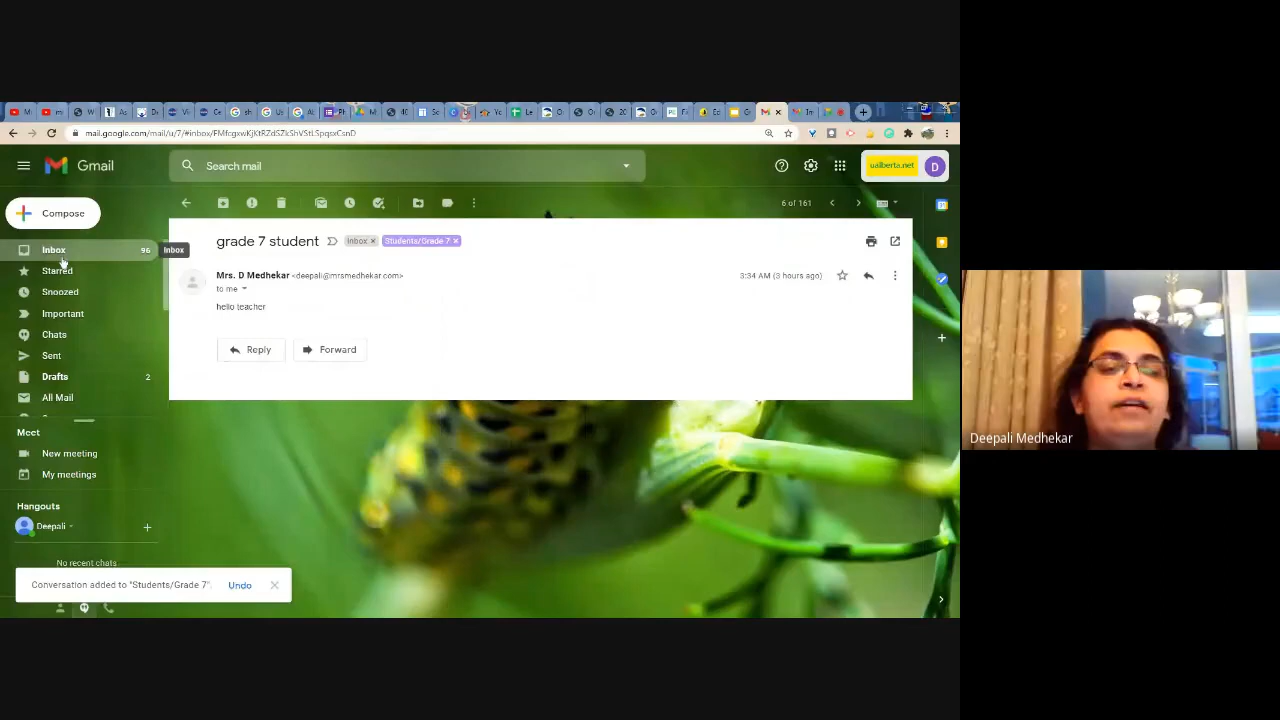 mail.google.com/mail/u/7/#inbox/FMfcgxwKjKtRZdSZkShVStLSpqsxCsnD
Gmail
Search mail
ualberta.net
D
Compose
6 of 161
Inbox 96
Inbox
grade 7 student
Inbox x
Students/Grade 7 x
Starred
Mrs. D Medhekar <deepali@mrsmedhekar.com>
3:34 AM (3 hours ago)
to me
Snoozed
hello teacher
Important
Chats
Sent
Reply
Forward
Drafts 2
All Mail
Meet
New meeting
My meetings
Hangouts
Deepali
No recent chats
Conversation added to "Students/Grade 7".
Undo
Deepali Medhekar